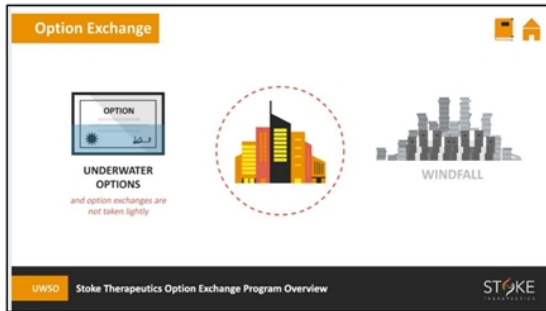 Option Exchange
OPTION
UNDERWATER
OPTIONS
and option exchanges are
not taken lightly
WINDFALL
UWSO
Stoke Therapeutics Option Exchange Program Overview
STOKE
THERAPEUTICS